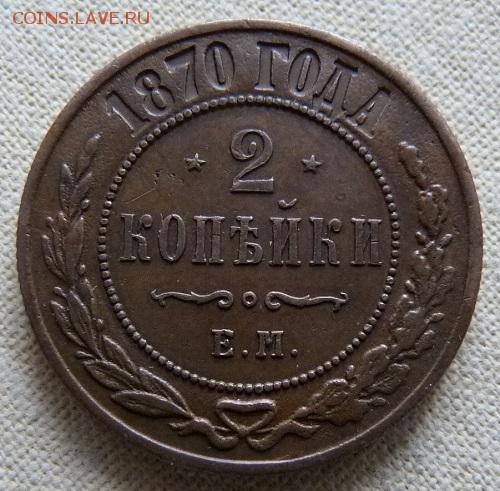 COINS.LAVE.RU
1870 ГОДА
2
КОПѢЙКИ
Е.М.